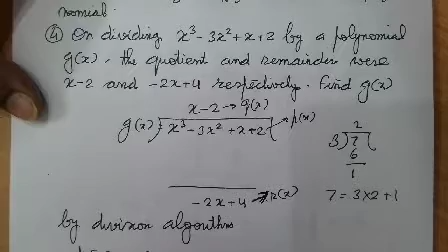 nomial.
④ On dividing x³ - 3x² + x + 2 by a polynomial
g(x). the quotient and remainder were
x-2 and -2x+4 respectively. Find g(x)
x-2 → q(x)
g(x) = x³ - 3x² + x + 2 → p(x)
2
3 ) 7
6
1
-2x+4 → r(x)
7 = 3×2+1
by division algorithm